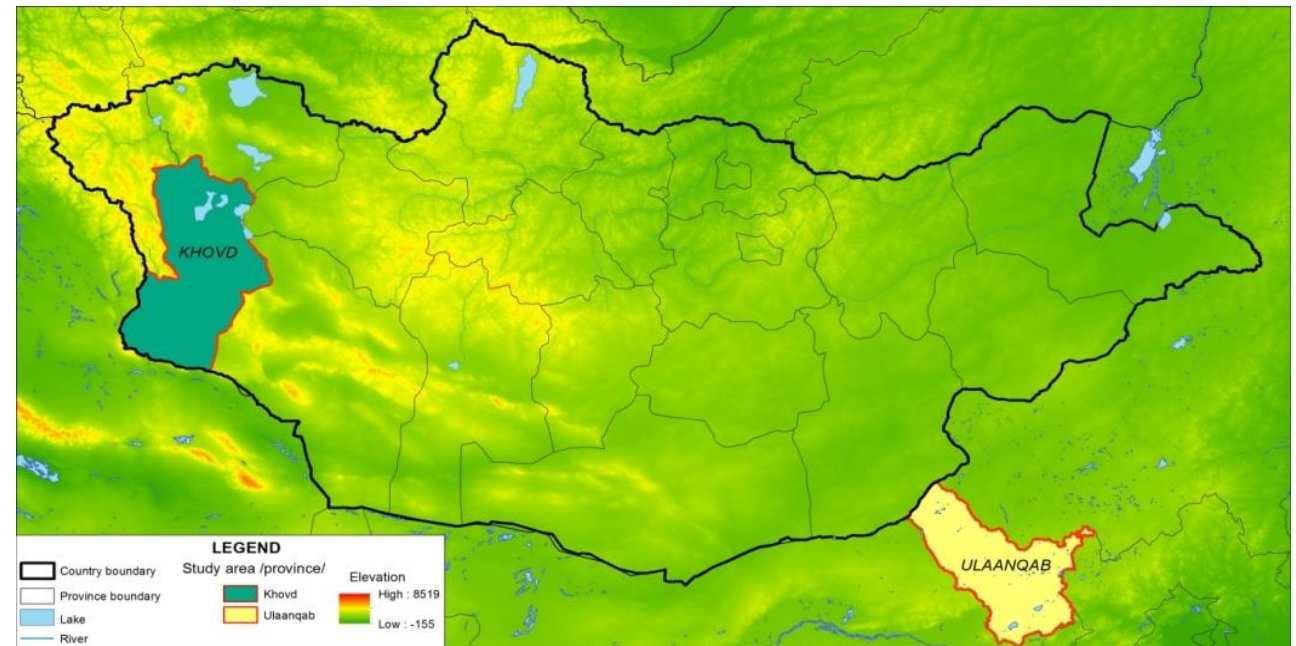 KHOVD
ULAANQAB
LEGEND
Study area /province/
Country boundary
Province boundary
Lake
River
Khovd
Ulaanqab
Elevation
High : 8519
Low : -155